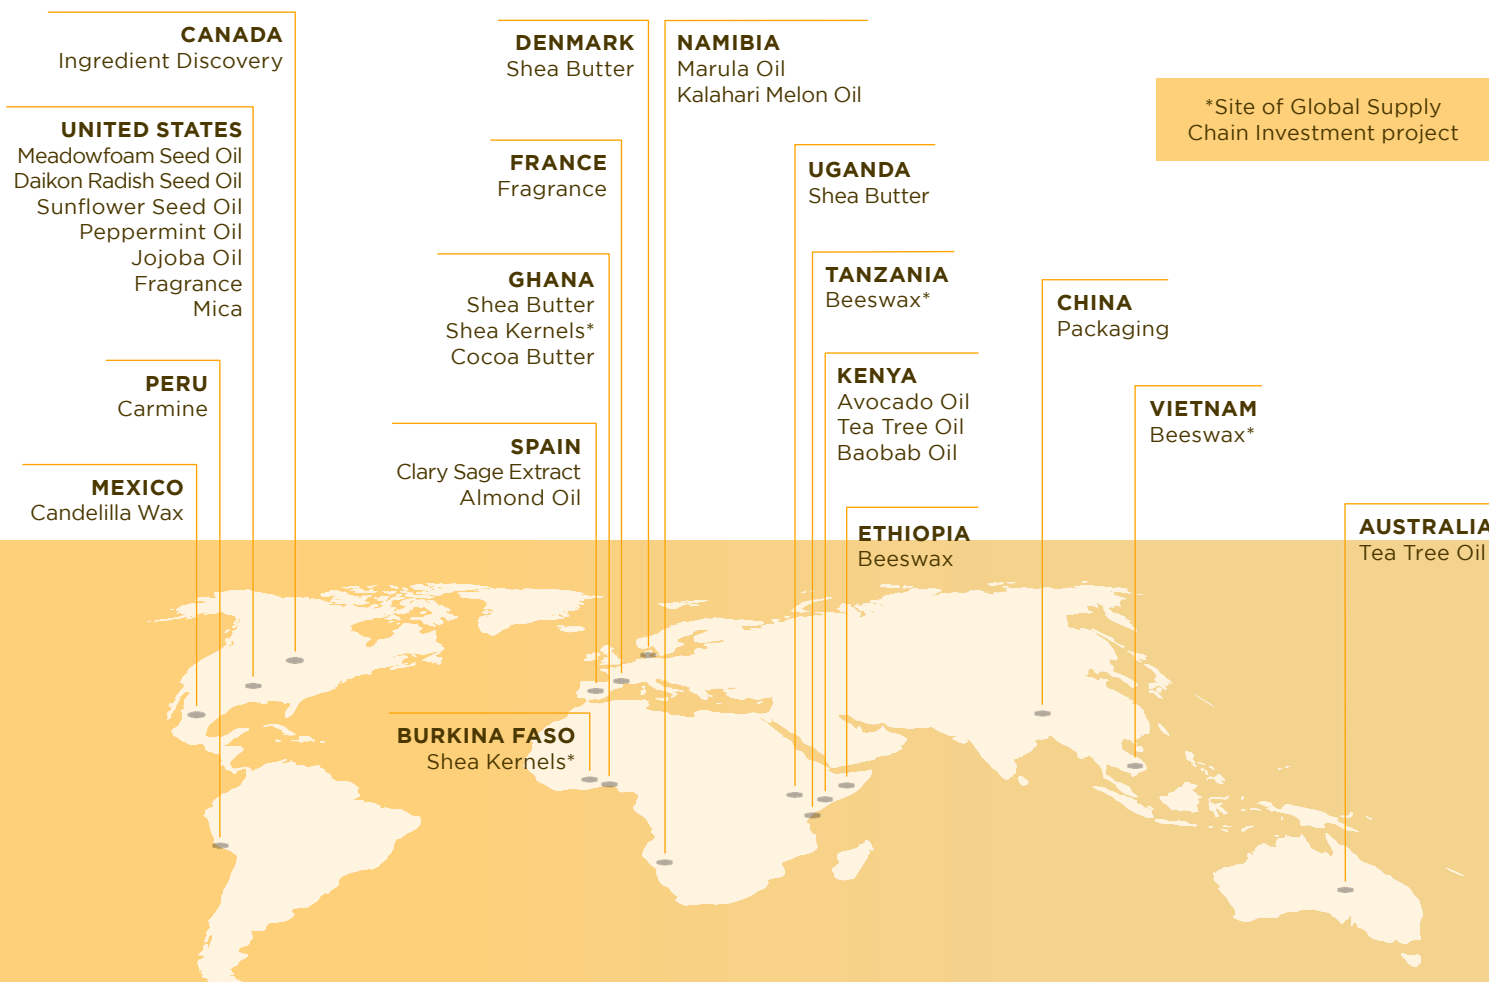 CANADA
Ingredient Discovery
UNITED STATES
Meadowfoam Seed Oil
Daikon Radish Seed Oil
Sunflower Seed Oil
Peppermint Oil
Jojoba Oil
Fragrance
Mica
PERU
Carmine
MEXICO
Candelilla Wax
DENMARK
Shea Butter
FRANCE
Fragrance
GHANA
Shea Butter
Shea Kernels*
Cocoa Butter
SPAIN
Clary Sage Extract
Almond Oil
BURKINA FASO
Shea Kernels*
NAMIBIA
Marula Oil
Kalahari Melon Oil
UGANDA
Shea Butter
TANZANIA
Beeswax*
KENYA
Avocado Oil
Tea Tree Oil
Baobab Oil
ETHIOPIA
Beeswax
*Site of Global Supply
Chain Investment project
CHINA
Packaging
VIETNAM
Beeswax*
AUSTRALIA
Tea Tree Oil